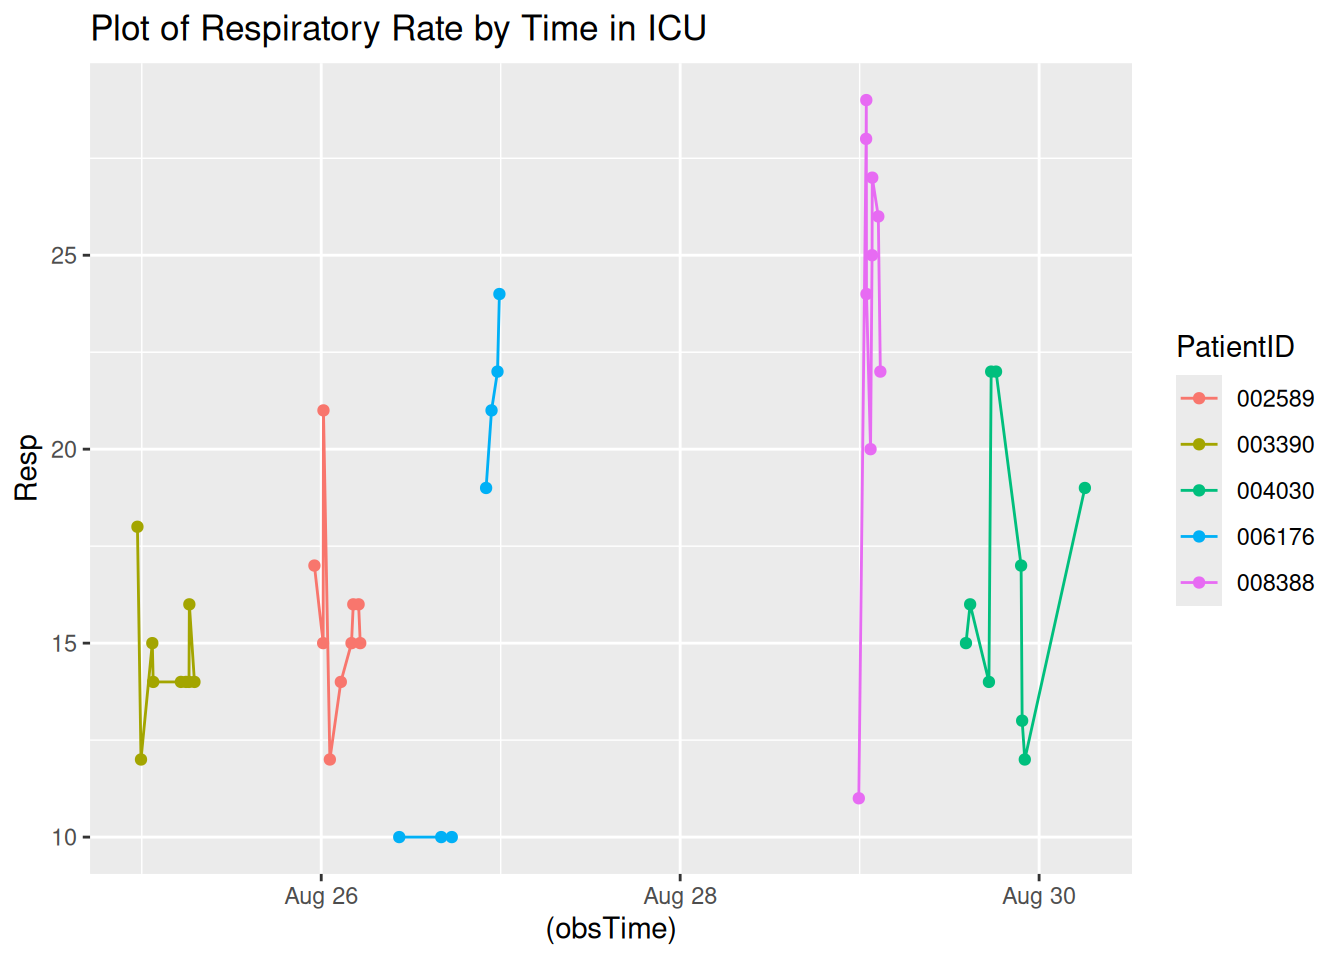 Plot of Respiratory Rate by Time in ICU
Resp
25
20
15
10
Aug 26
Aug 28
Aug 30
(obsTime)
PatientID
002589
003390
004030
006176
008388